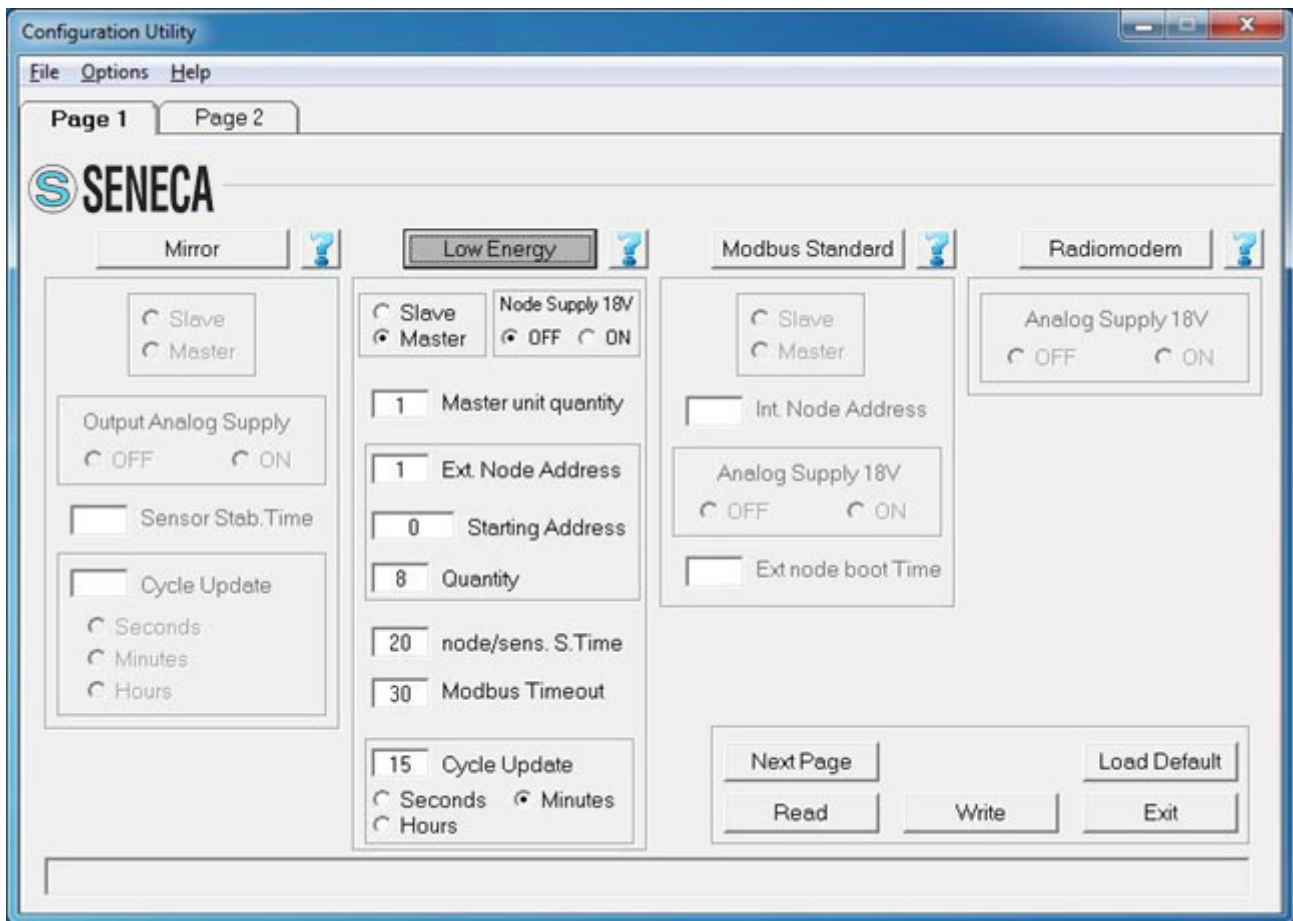 Configuration Utility
File Options Help
Page 1 Page 2
S SENECA
Mirror ? Low Energy ? Modbus Standard ? Radiomodem ?
Slave
Master
Output Analog Supply
OFF ON
Sensor Stab.Time
Cycle Update
Seconds
Minutes
Hours
Slave
Master
Node Supply 18V
OFF ON
1 Master unit quantity
1 Ext. Node Address
0 Starting Address
8 Quantity
20 node/sens. S.Time
30 Modbus Timeout
15 Cycle Update
Seconds Minutes
Hours
Slave
Master
Int. Node Address
Analog Supply 18V
OFF ON
Ext node boot Time
Analog Supply 18V
OFF ON
Next Page Load Default
Read Write Exit